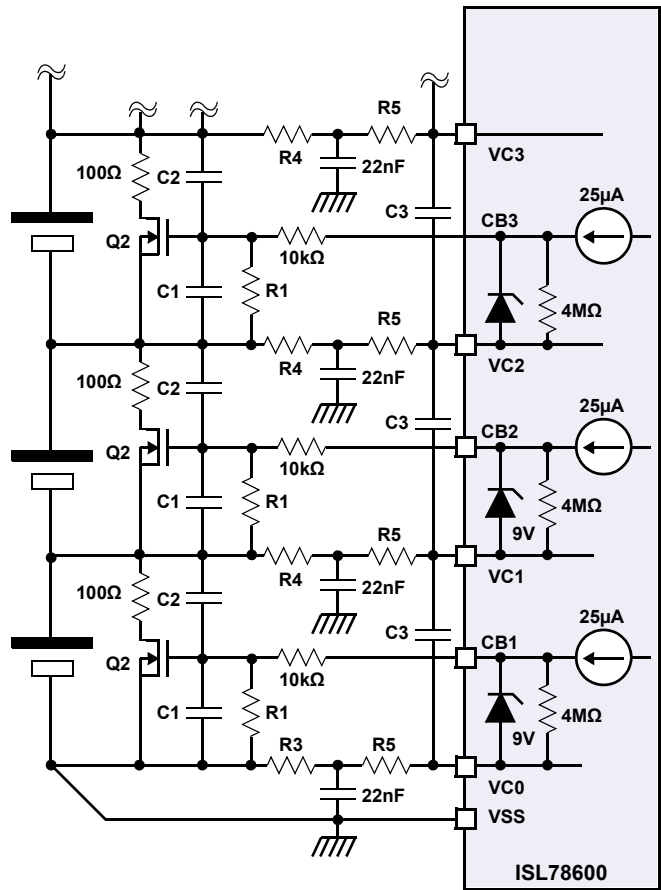 R5
R4
22nF
VC3
100Ω
C2
C3
CB3
25µA
Q2
10kΩ
C1
R1
4MΩ
R5
R4
22nF
VC2
100Ω
C2
C3
CB2
25µA
Q2
10kΩ
C1
R1
9V
4MΩ
R5
R4
22nF
VC1
100Ω
C2
C3
CB1
25µA
Q2
10kΩ
C1
R1
9V
4MΩ
R3
R5
22nF
VC0
VSS
ISL78600